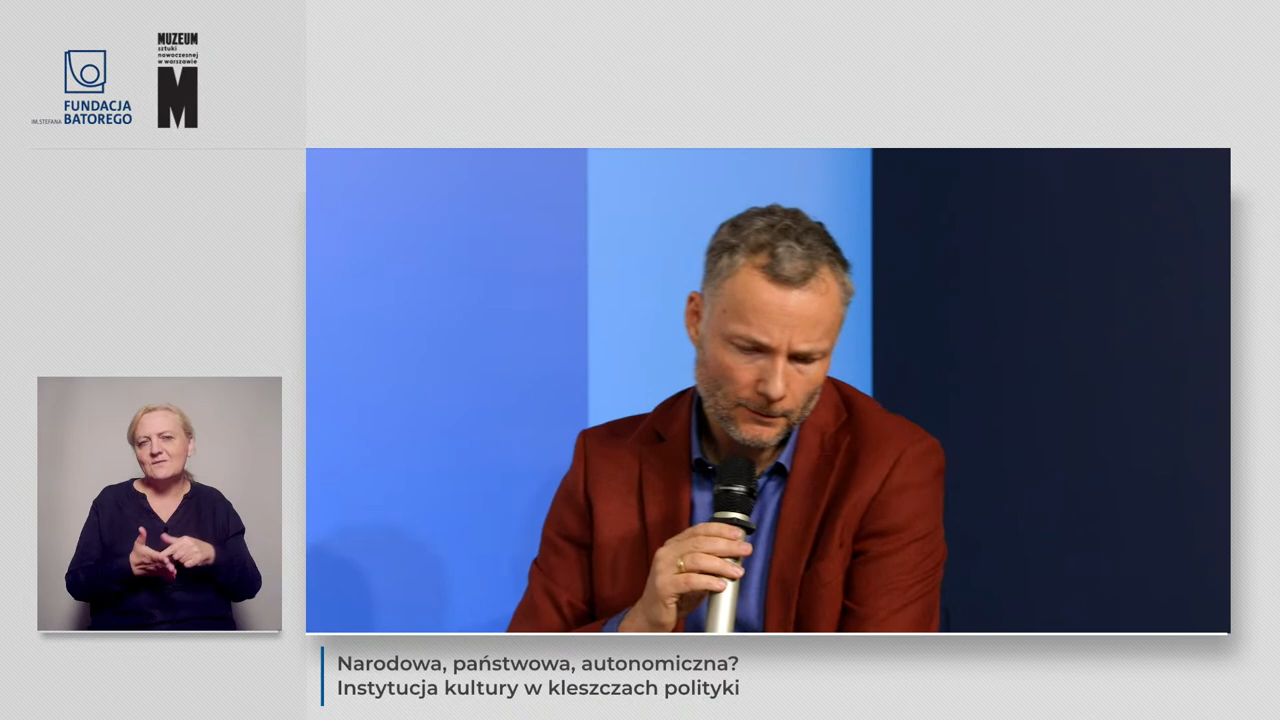 MUZEUM
sztuki
nowoczesnej
w warszawie
M
FUNDACJA
IM. STEFANA BATOREGO
Narodowa, państwowa, autonomiczna?
Instytucja kultury w kleszczach polityki